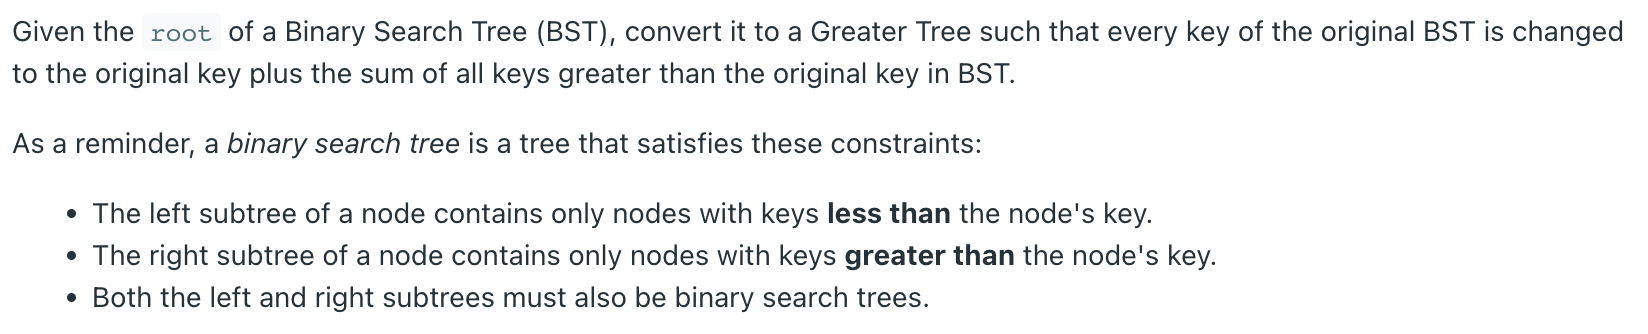 Given the root of a Binary Search Tree (BST), convert it to a Greater Tree such that every key of the original BST is changed
to the original key plus the sum of all keys greater than the original key in BST.
As a reminder, a binary search tree is a tree that satisfies these constraints:
• The left subtree of a node contains only nodes with keys less than the node's key.
• The right subtree of a node contains only nodes with keys greater than the node's key.
• Both the left and right subtrees must also be binary search trees.